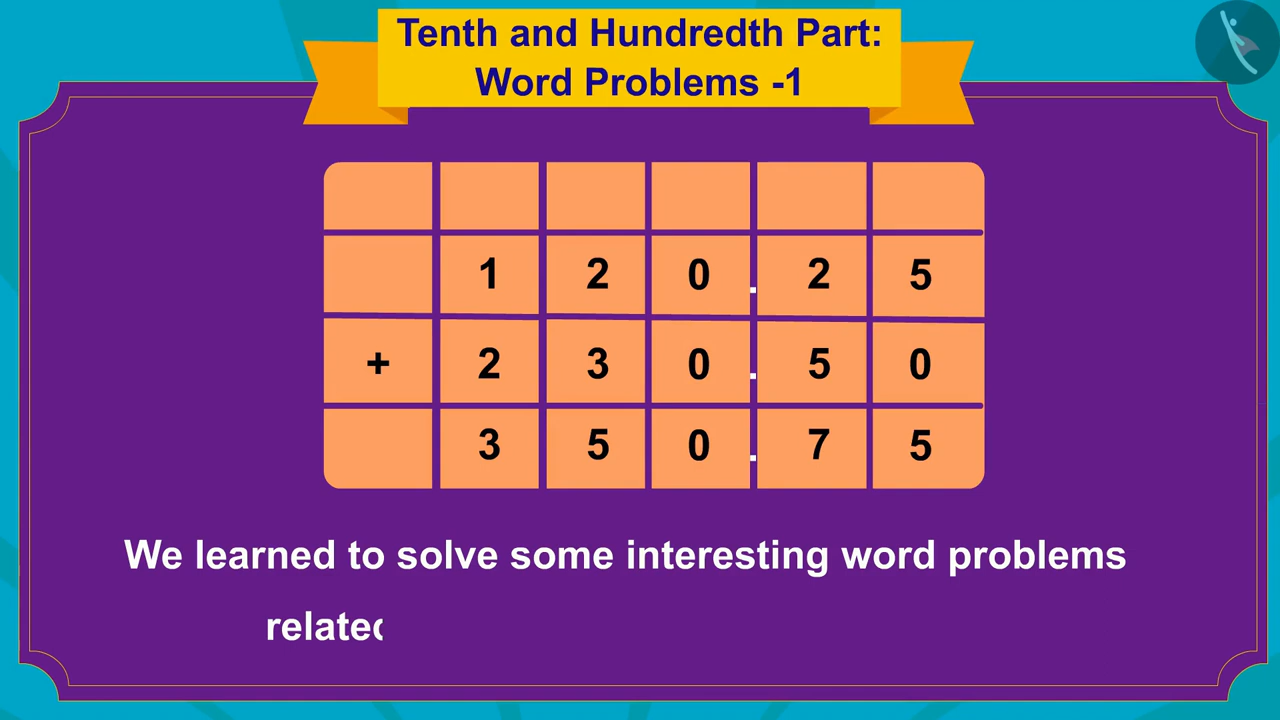 Tenth and Hundredth Part:
Word Problems -1
1 2 0 . 2 5
+ 2 3 0 . 5 0
3 5 0 . 7 5
We learned to solve some interesting word problems
related